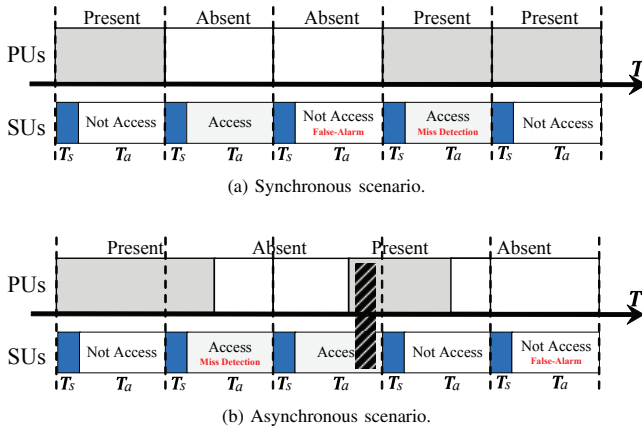 Present Absent Absent Present Present
PUs
T
SUs
Not Access Access Not Access Access Not Access
False-Alarm Miss Detection
Ts Ta Ts Ta Ts Ta Ts Ta Ts Ta
(a) Synchronous scenario.
Present Absent Present Absent
PUs
T
SUs
Not Access Access Access Not Access Not Access
Miss Detection False-Alarm
Ts Ta Ts Ta Ts Ta Ts Ta Ts Ta
(b) Asynchronous scenario.